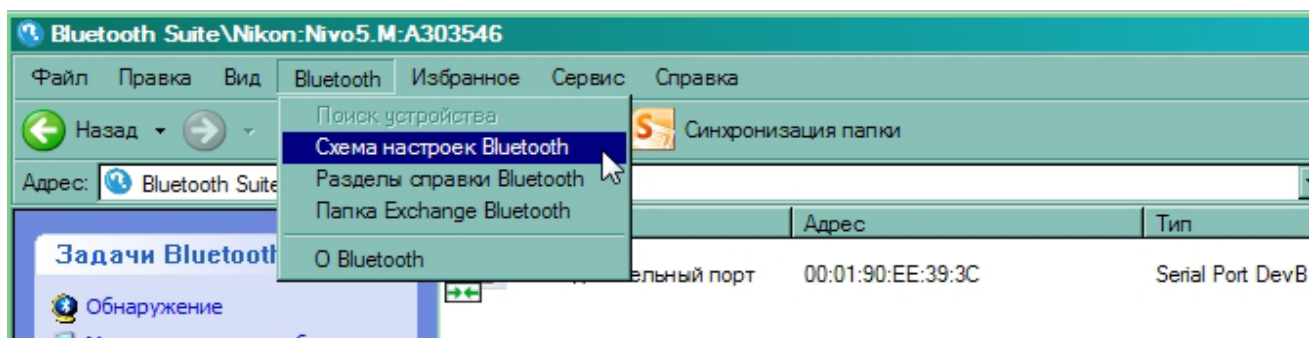 Bluetooth Suite\Nikon:Nivo5.M:A303546
Файл Правка Вид Bluetooth Избранное Сервис Справка
Назад Синхронизация папки
Поиск устройства
Схема настроек Bluetooth
Разделы справки Bluetooth
Папка Exchange Bluetooth
О Bluetooth
Адрес: Bluetooth Suite
Адрес Тип
Задачи Bluetooth
ельный порт 00:01:90:EE:39:3C Serial Port DevB
Обнаружение